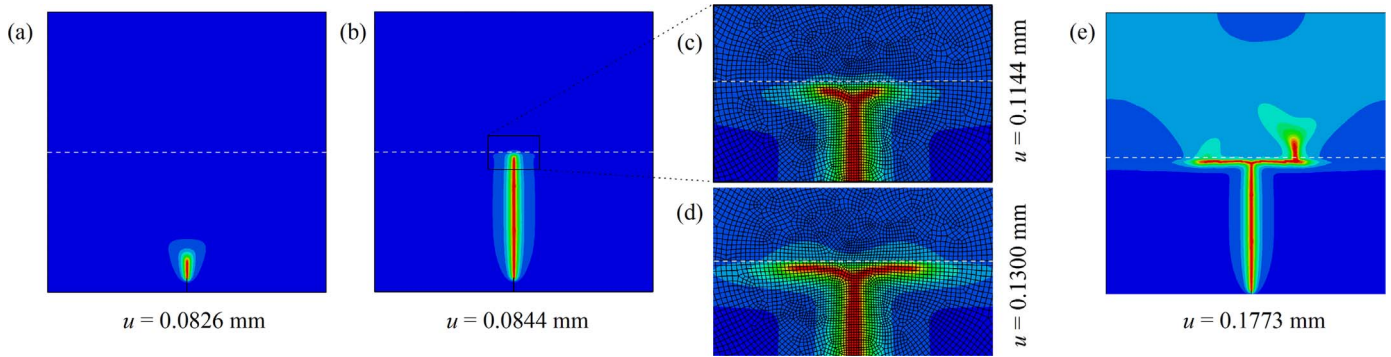 (a)
u = 0.0826 mm
(b)
u = 0.0844 mm
(c)
u = 0.1144 mm
(d)
u = 0.1300 mm
(e)
u = 0.1773 mm